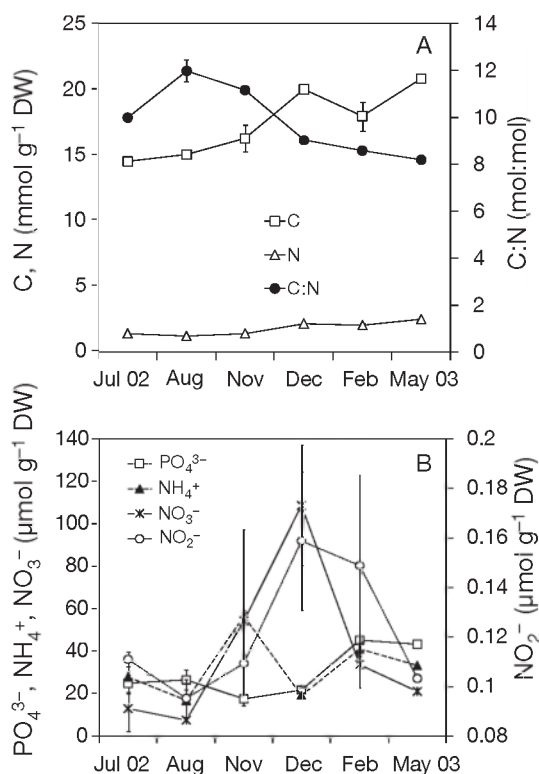 A
25
20
15
10
5
0
C, N (mmol g⁻¹ DW)
14
12
10
8
6
4
2
0
C:N (mol:mol)
C
N
C:N
Jul 02 Aug Nov Dec Feb May 03
B
140
120
100
80
60
40
20
0
PO₄³⁻, NH₄⁺, NO₃⁻ (µmol g⁻¹ DW)
0.2
0.18
0.16
0.14
0.12
0.1
0.08
NO₂⁻ (µmol g⁻¹ DW)
PO₄³⁻
NH₄⁺
NO₃⁻
NO₂⁻
Jul 02 Aug Nov Dec Feb May 03